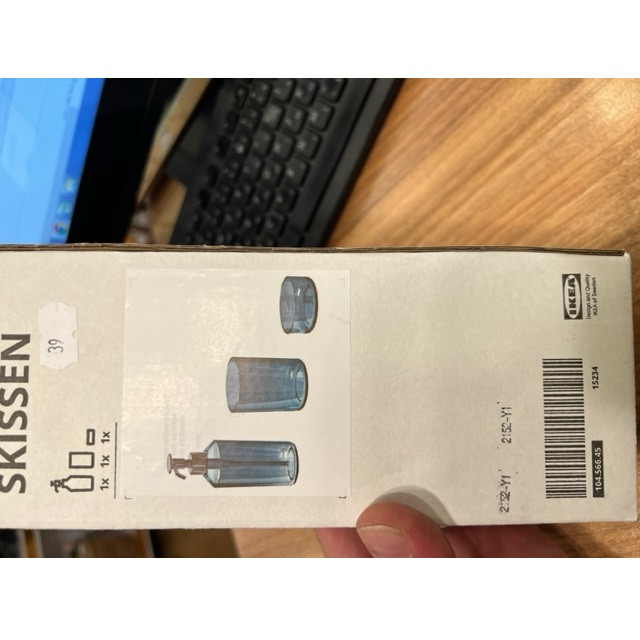 SKISSEN
39
1x 1x 1x
IKEA
Design and Quality
IKEA of Sweden
2152-Y1
2152-Y1
15234
104.566.45